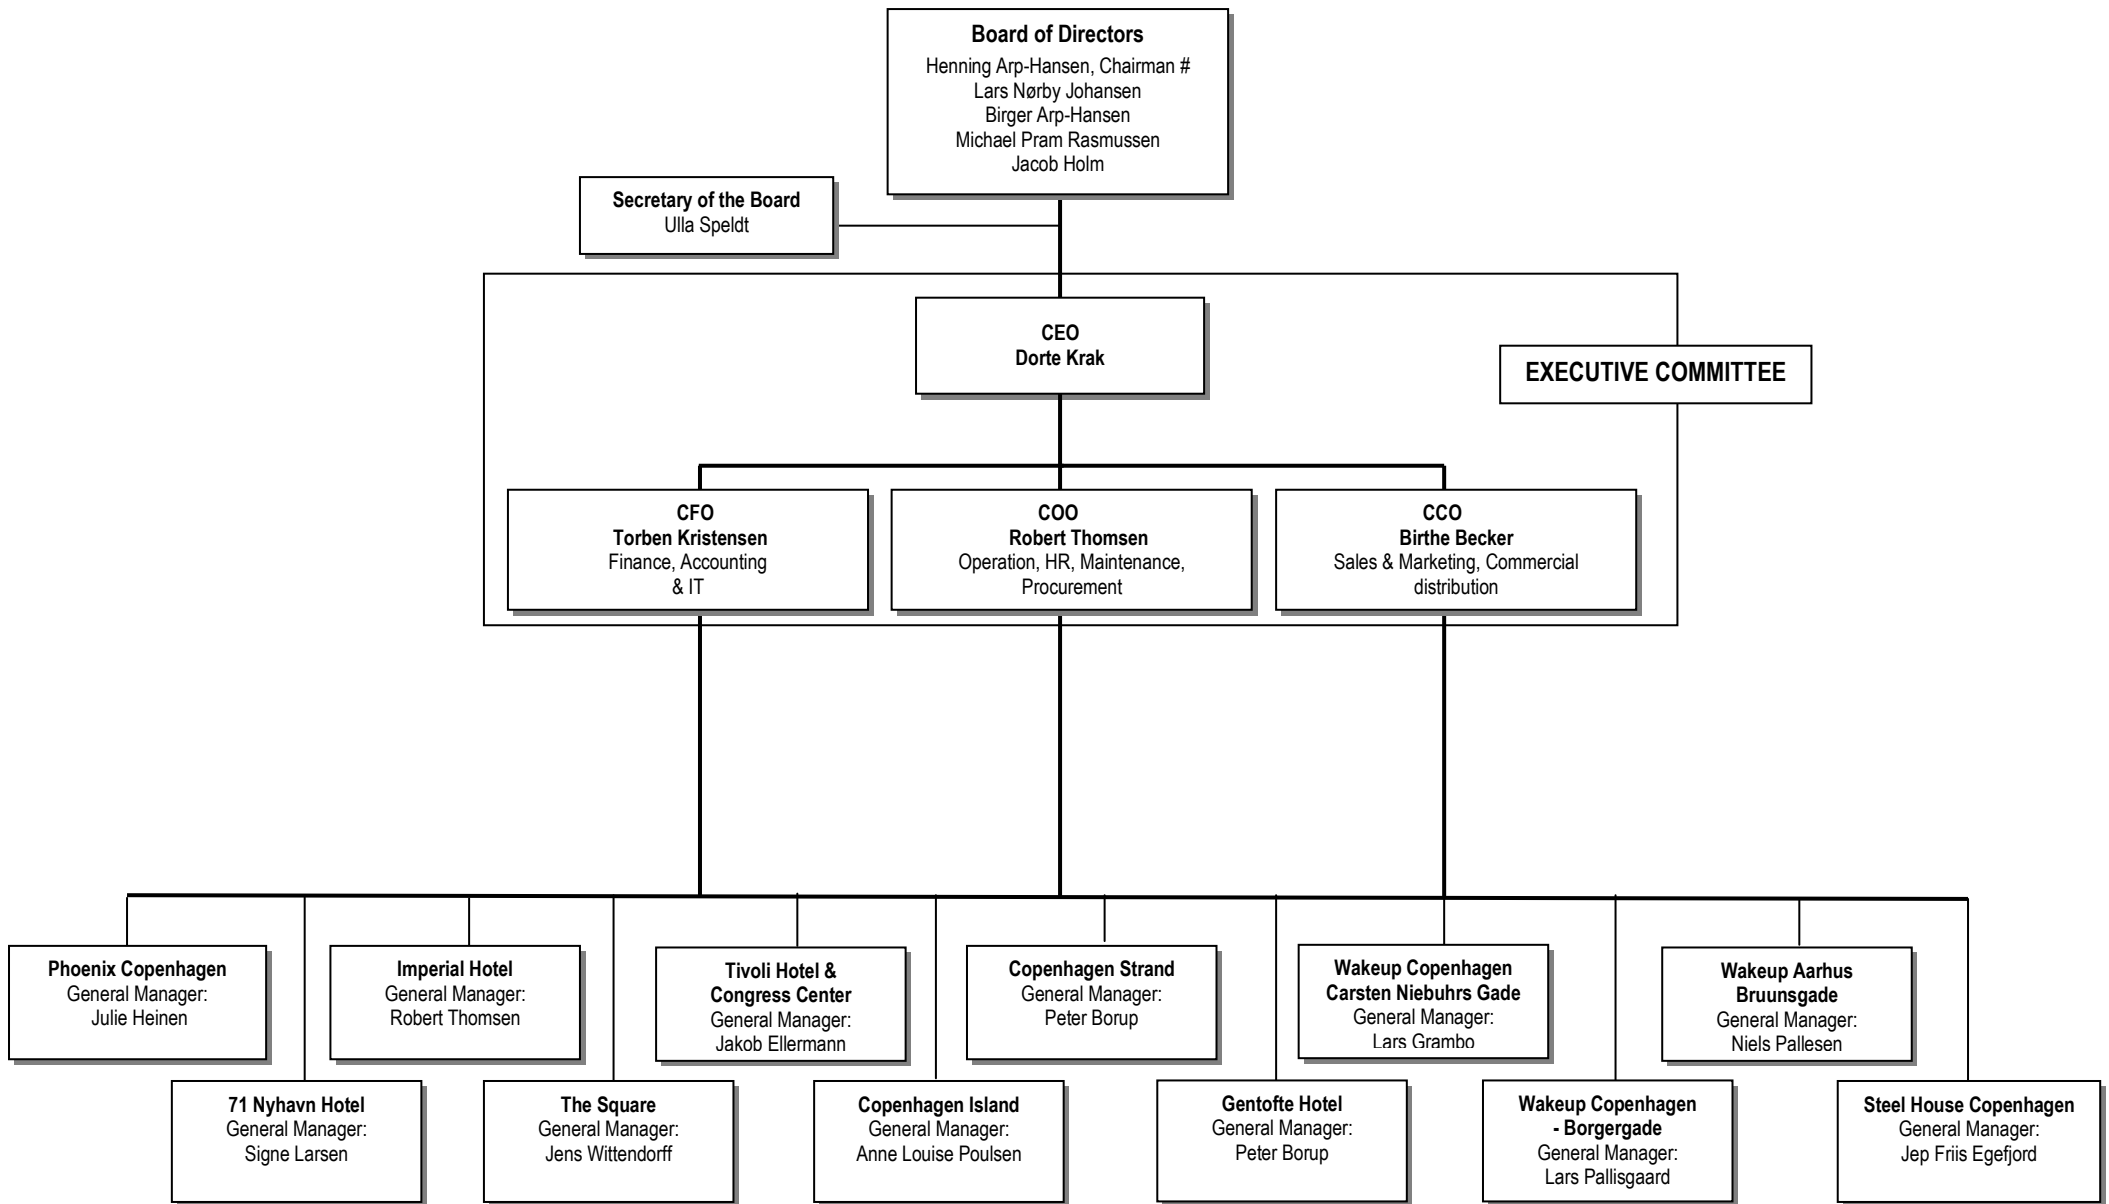 Board of Directors
Henning Arp-Hansen, Chairman #
Lars Nørby Johansen
Birger Arp-Hansen
Michael Pram Rasmussen
Jacob Holm
Secretary of the Board
Ulla Speldt
CEO
Dorte Krak
EXECUTIVE COMMITTEE
CFO
Torben Kristensen
Finance, Accounting
& IT
COO
Robert Thomsen
Operation, HR, Maintenance,
Procurement
CCO
Birthe Becker
Sales & Marketing, Commercial
distribution
Phoenix Copenhagen
General Manager:
Julie Heinen
Imperial Hotel
General Manager:
Robert Thomsen
Tivoli Hotel &
Congress Center
General Manager:
Jakob Ellermann
Copenhagen Strand
General Manager:
Peter Borup
Wakeup Copenhagen
Carsten Niebuhrs Gade
General Manager:
Lars Grambo
Wakeup Aarhus
Bruunsgade
General Manager:
Niels Pallesen
71 Nyhavn Hotel
General Manager:
Signe Larsen
The Square
General Manager:
Jens Wittendorff
Copenhagen Island
General Manager:
Anne Louise Poulsen
Gentofte Hotel
General Manager:
Peter Borup
Wakeup Copenhagen
- Borgergade
General Manager:
Lars Pallisgaard
Steel House Copenhagen
General Manager:
Jep Friis Egefjord